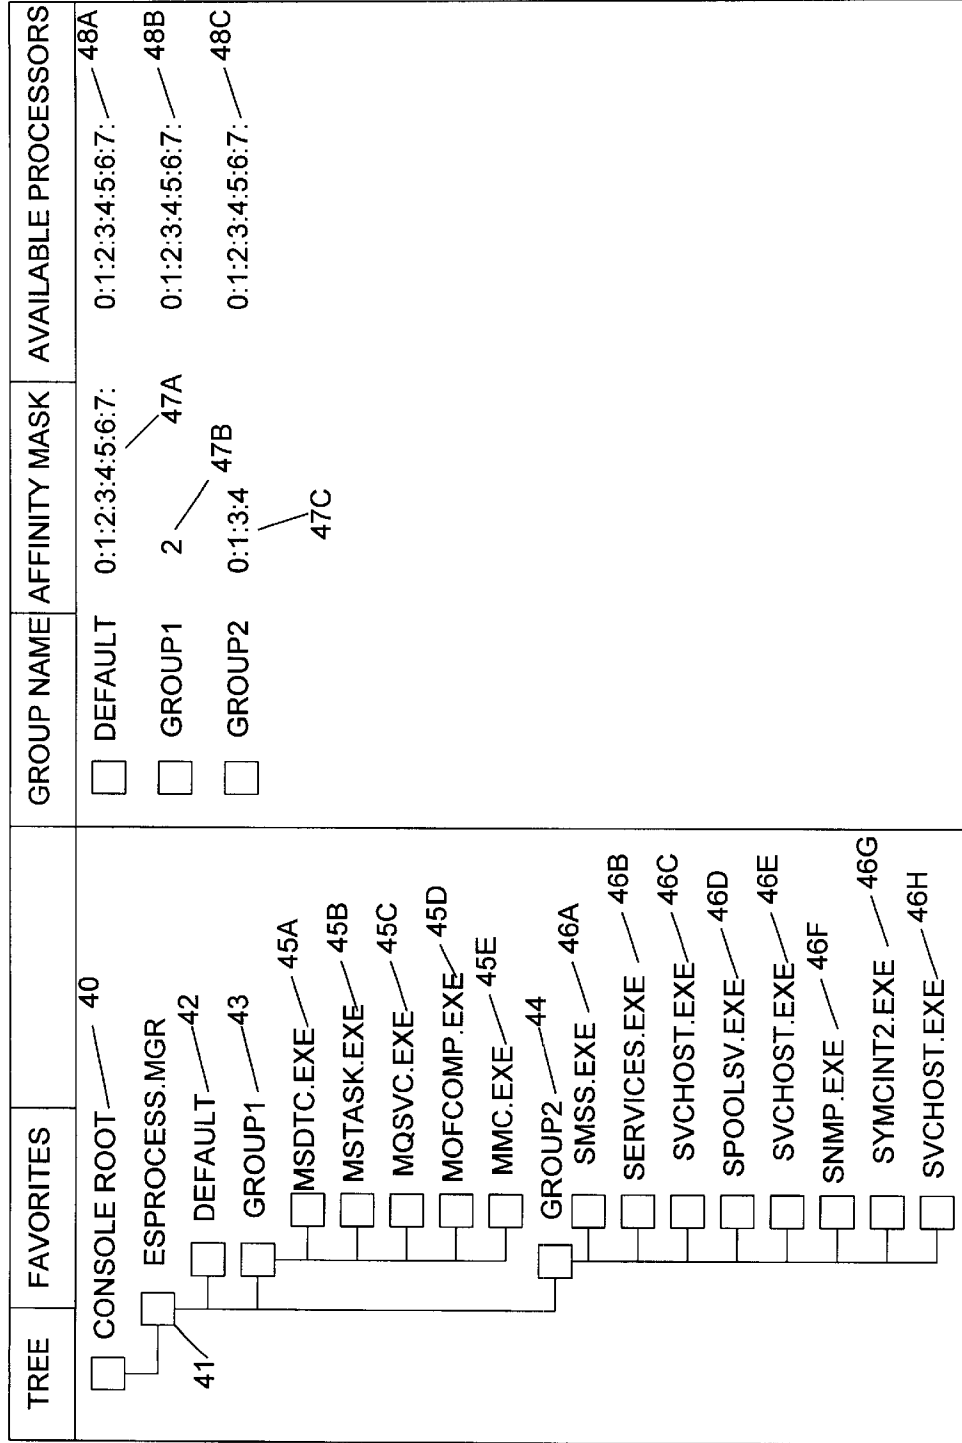 TREE FAVORITES GROUP NAME AFFINITY MASK AVAILABLE PROCESSORS
CONSOLE ROOT 40
ESPROCESS.MGR
41
DEFAULT 42
GROUP1 43
MSDTC.EXE 45A
MSTASK.EXE 45B
MQSVC.EXE 45C
MOFCOMP.EXE 45D
MMC.EXE 45E
GROUP2 44
SMSS.EXE 46A
SERVICES.EXE 46B
SVCHOST.EXE 46C
SPOOLSV.EXE 46D
SVCHOST.EXE 46E
SNMP.EXE 46F
SYMCINT2.EXE 46G
SVCHOST.EXE 46H
DEFAULT 0:1:2:3:4:5:6:7: 47A 0:1:2:3:4:5:6:7: 48A
GROUP1 2 47B 0:1:2:3:4:5:6:7: 48B
GROUP2 0:1:3:4 47C 0:1:2:3:4:5:6:7: 48C